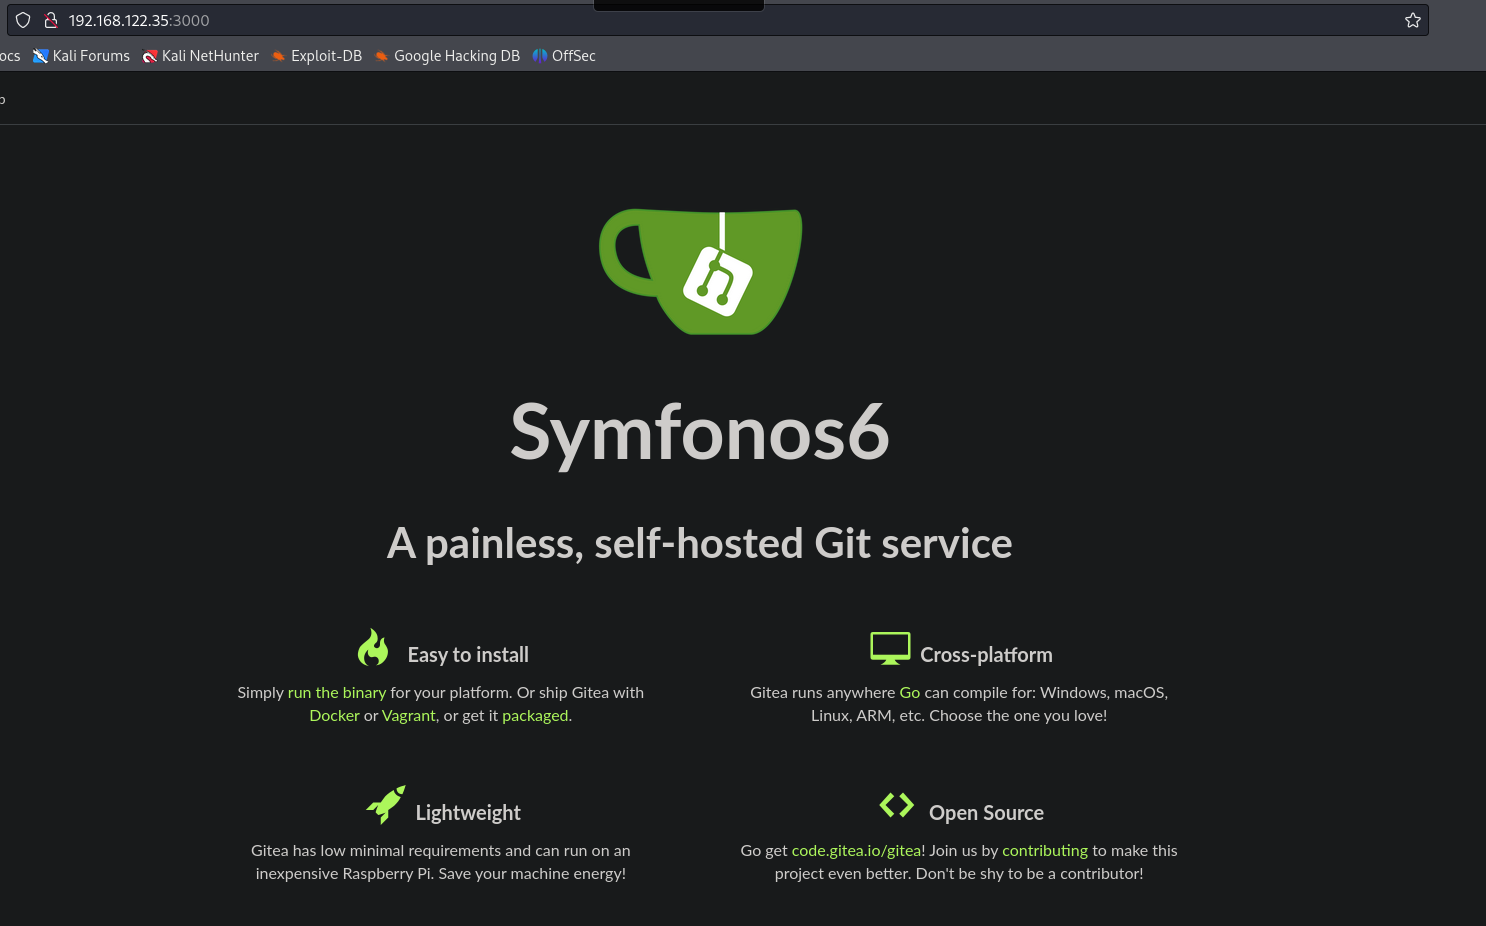 192.168.122.35:3000
ocs Kali Forums Kali NetHunter Exploit-DB Google Hacking DB OffSec
p
Symfonos6
A painless, self-hosted Git service
Easy to install
Simply run the binary for your platform. Or ship Gitea with
Docker or Vagrant, or get it packaged.
Cross-platform
Gitea runs anywhere Go can compile for: Windows, macOS,
Linux, ARM, etc. Choose the one you love!
Lightweight
Gitea has low minimal requirements and can run on an
inexpensive Raspberry Pi. Save your machine energy!
Open Source
Go get code.gitea.io/gitea! Join us by contributing to make this
project even better. Don't be shy to be a contributor!